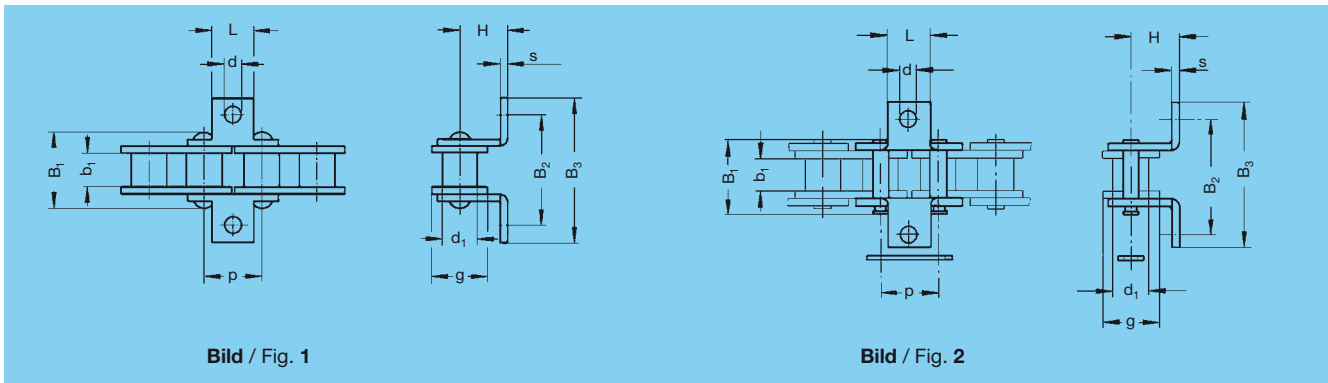 L
H
d
s
B₁
b₁
B₂
B₃
d₁
p
g
Bild / Fig. 1
L
H
d
s
B₁
b₁
B₂
B₃
d₁
p
g
Bild / Fig. 2